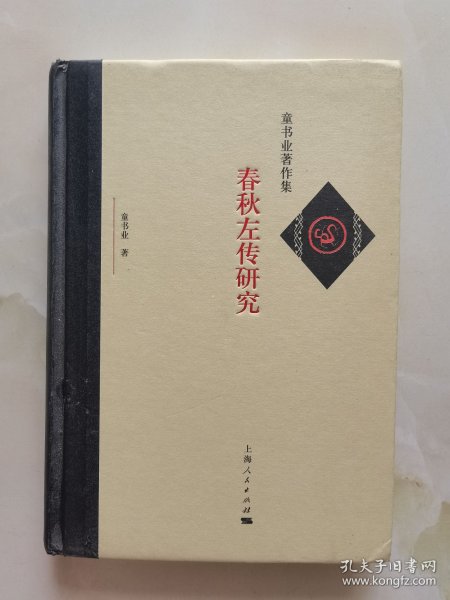 童书业著作集
春秋左传研究
童书业 著
上海人民出版社
孔夫子旧书网
www.kongfz.com